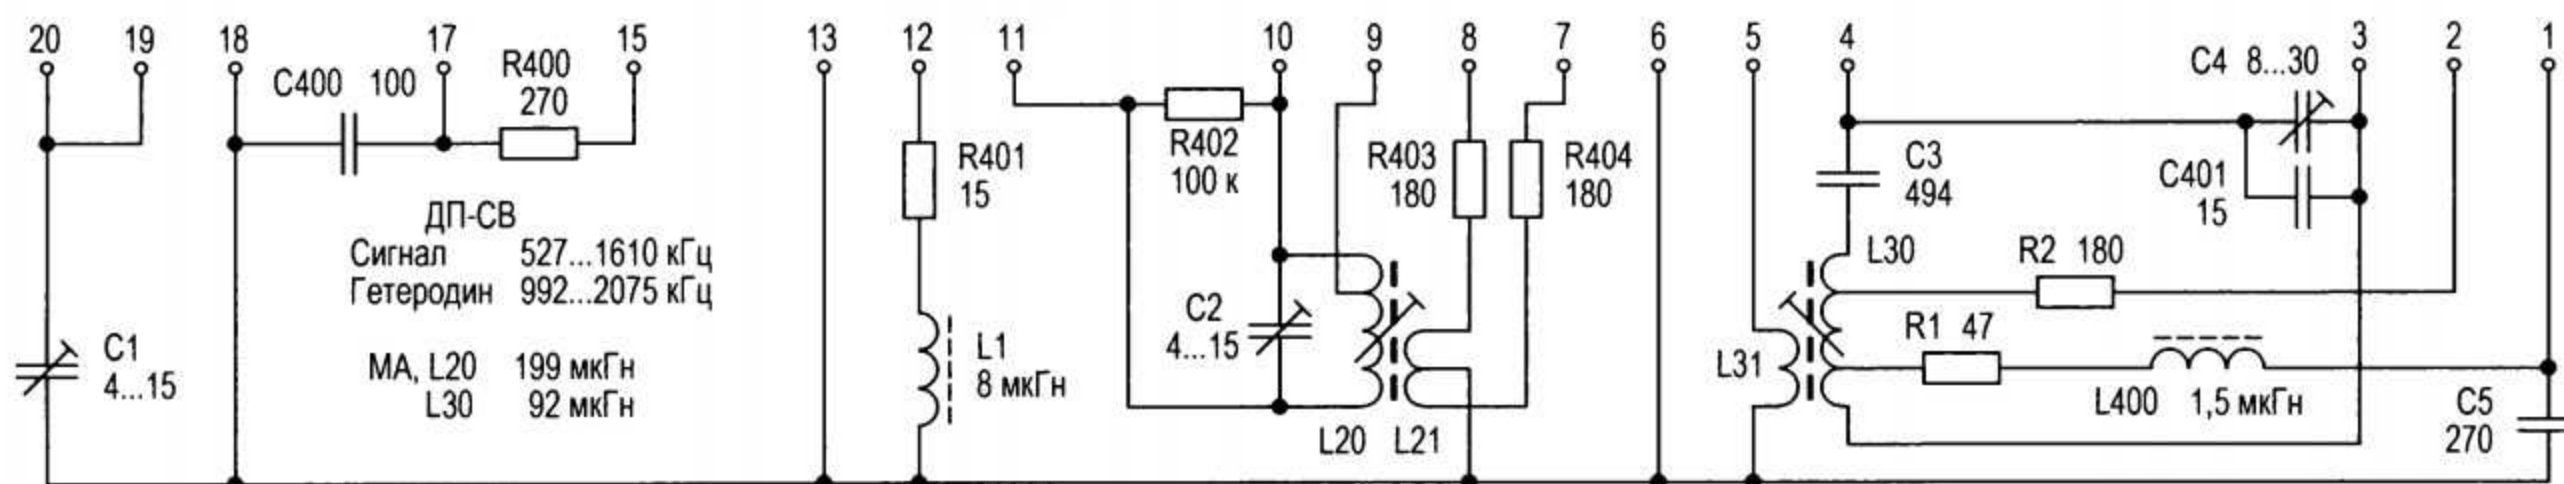 20 19 18 17 15 13 12 11 10 9 8 7 6 5 4 3 2 1
C400 100
R400
270
ДП-СВ
Сигнал 527...1610 кГц
Гетеродин 992...2075 кГц
МА, L20 199 мкГн
L30 92 мкГн
C1
4...15
R401
15
L1
8 мкГн
R402
100 к
C2
4...15
L20 L21
R403
180
R404
180
L31
C3
494
L30
C4 8...30
C401
15
R2 180
R1 47
L400 1,5 мкГн
C5
270